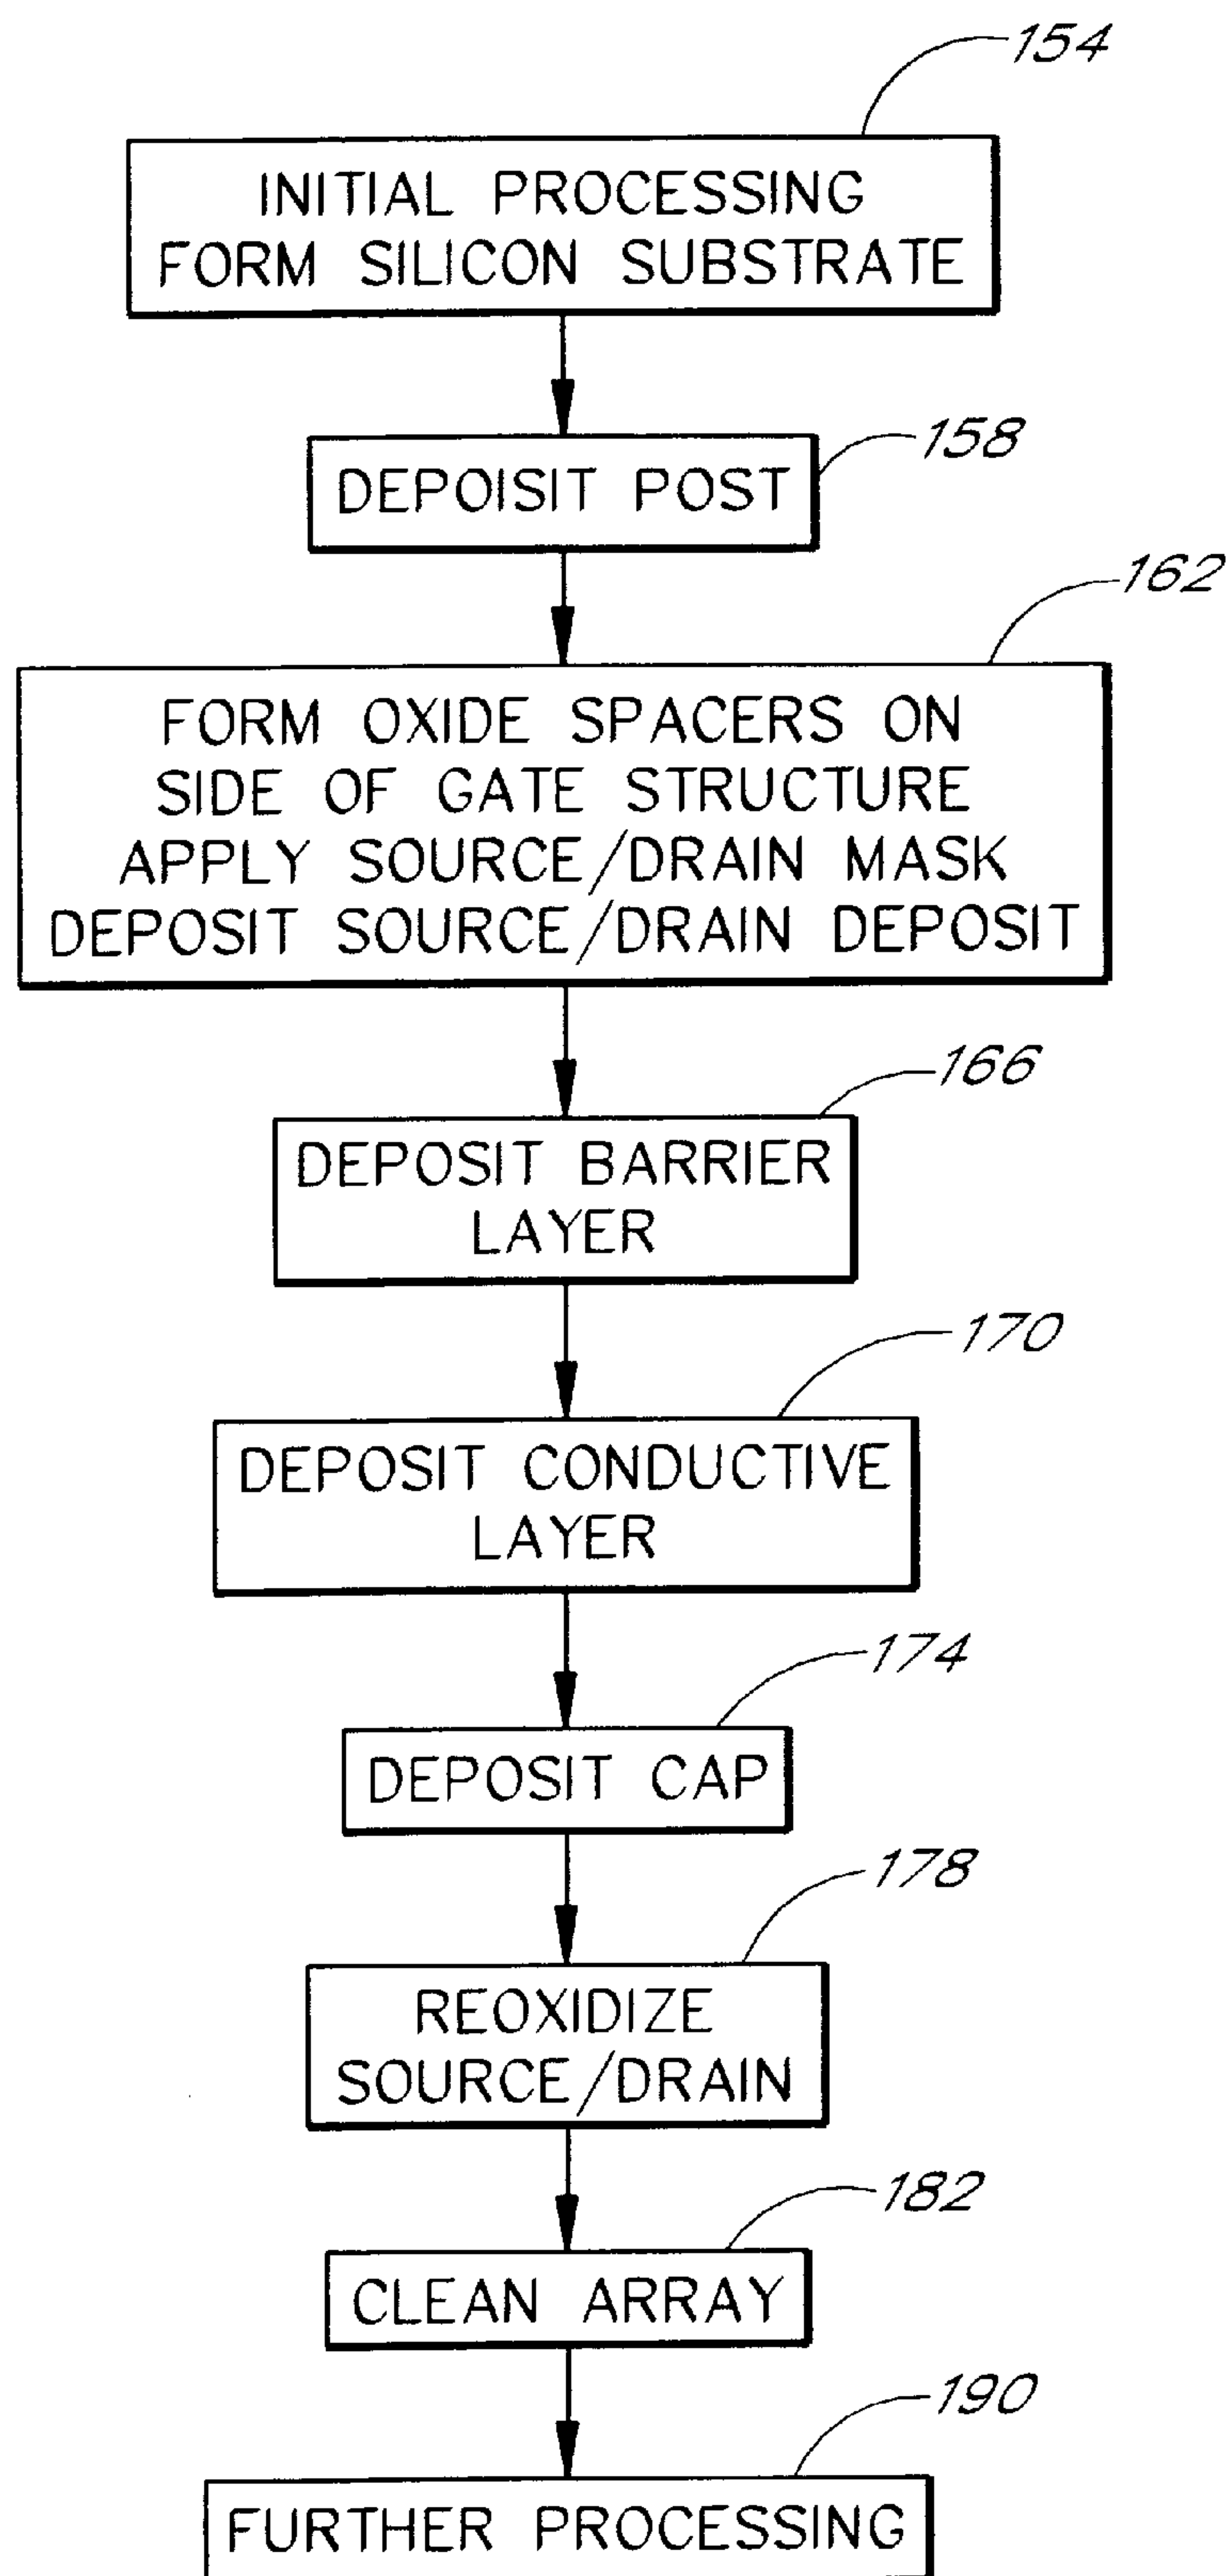 154
INITIAL PROCESSING
FORM SILICON SUBSTRATE
158
DEPOISIT POST
162
FORM OXIDE SPACERS ON
SIDE OF GATE STRUCTURE
APPLY SOURCE/DRAIN MASK
DEPOSIT SOURCE/DRAIN DEPOSIT
166
DEPOSIT BARRIER
LAYER
170
DEPOSIT CONDUCTIVE
LAYER
174
DEPOSIT CAP
178
REOXIDIZE
SOURCE/DRAIN
182
CLEAN ARRAY
190
FURTHER PROCESSING